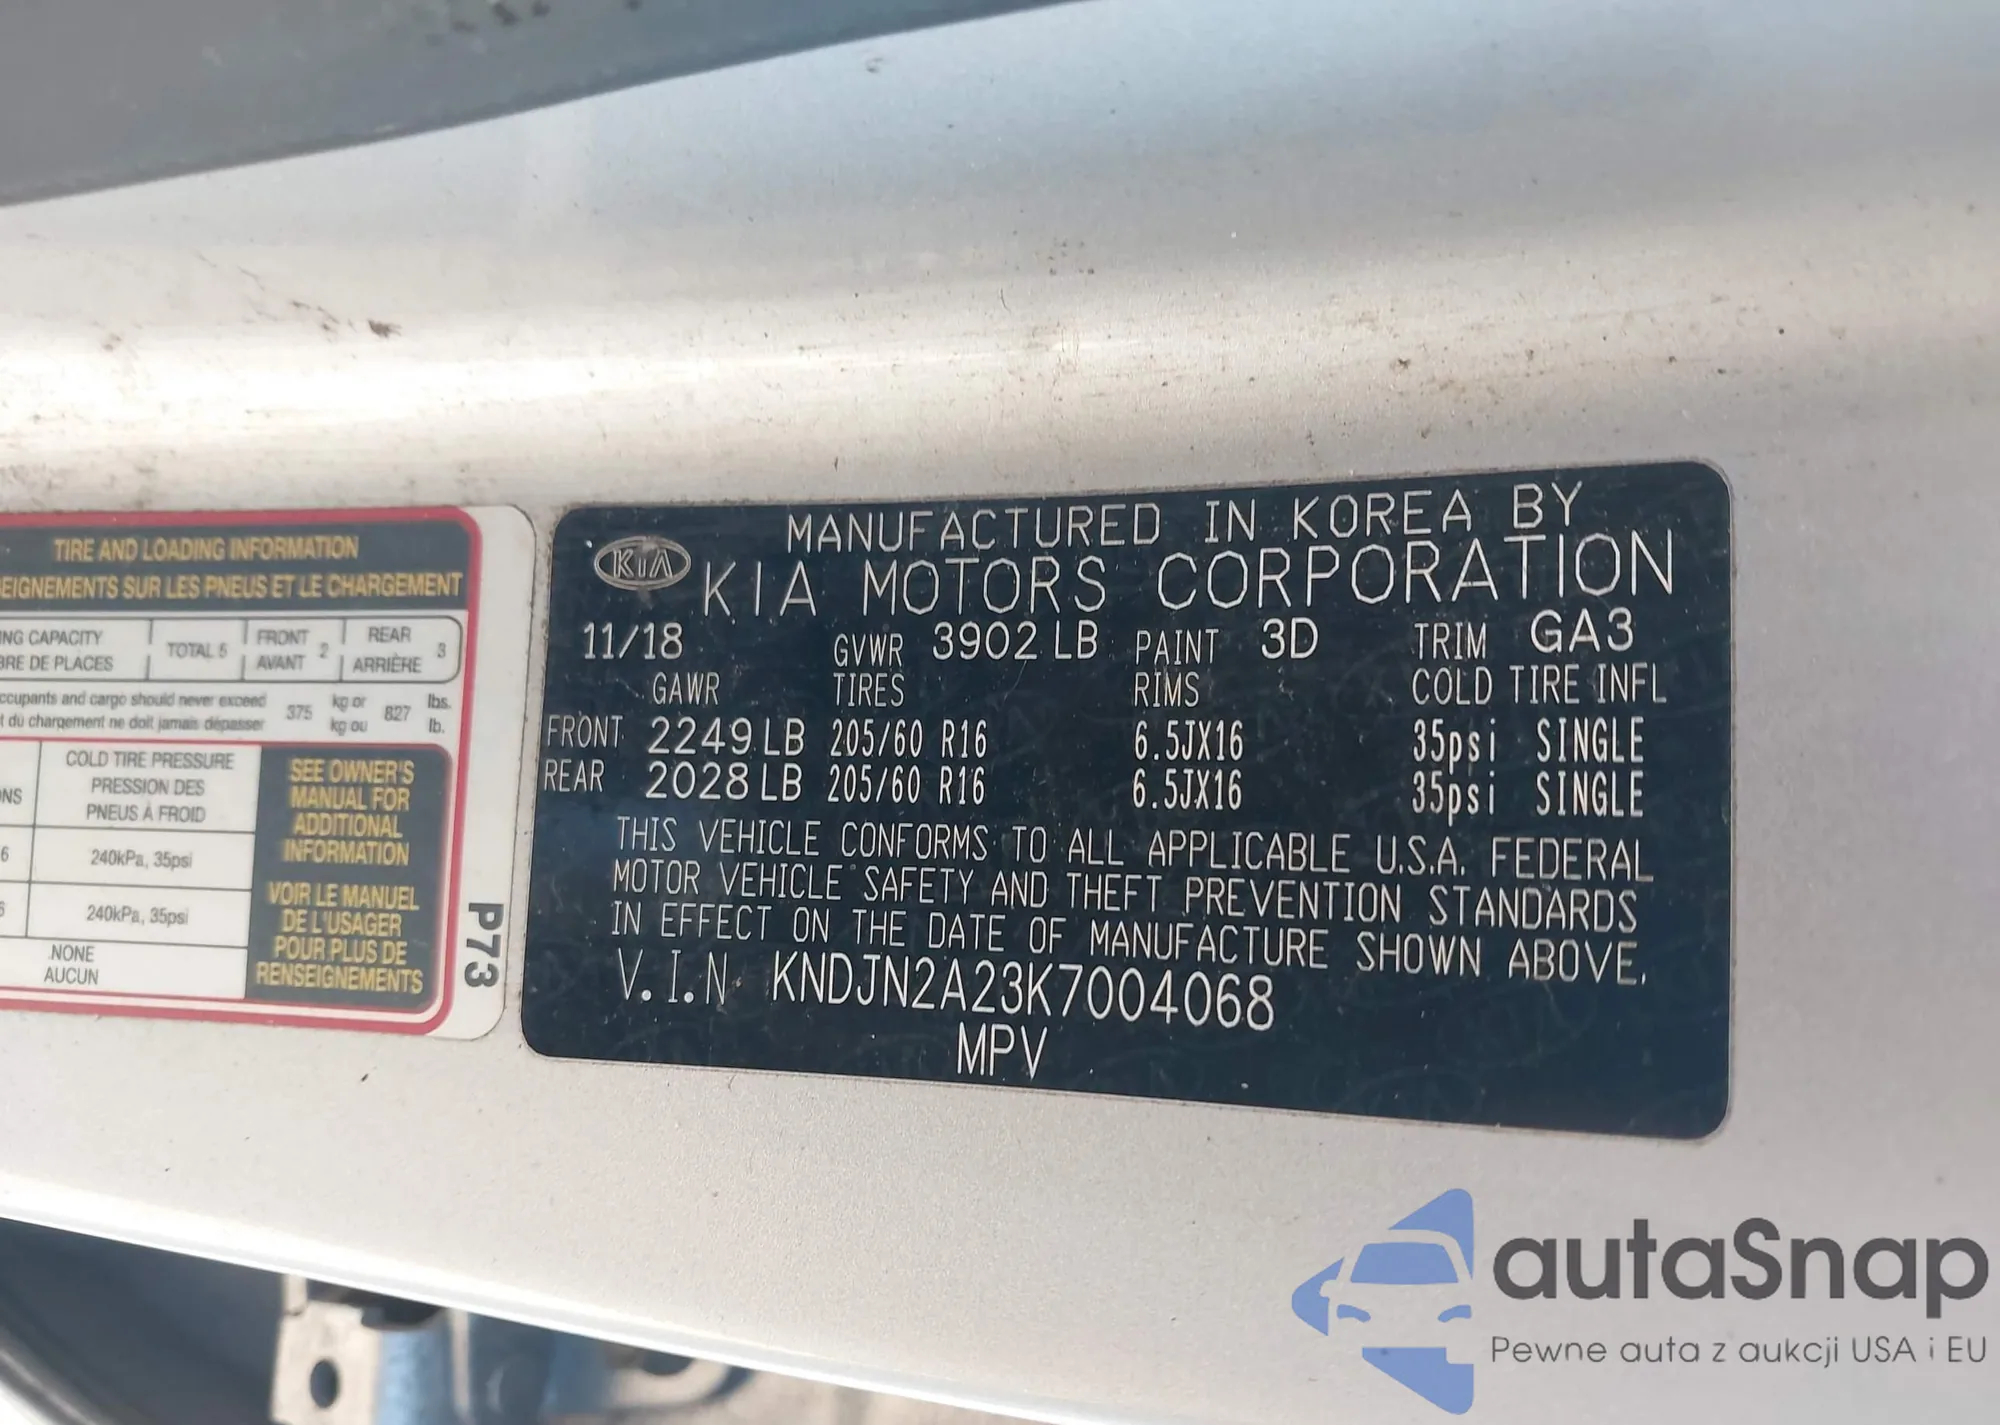 TIRE AND LOADING INFORMATION
SUR LES PNEUS ET LE CHARGEMENT
CAPACITY TOTAL 5 FRONT 2 REAR 3
DE PLACES AVANT ARRIÈRE
and cargo should never exceed 375 kg or 827 lbs.
du chargement ne doit jamais dépasser kg ou lb.
COLD TIRE PRESSURE
PRESSION DES
PNEUS À FROID
240kPa, 35psi
240kPa, 35psi
NONE
AUCUN
SEE OWNER'S
MANUAL FOR
ADDITIONAL
INFORMATION
VOIR LE MANUEL
DE L'USAGER
POUR PLUS DE
RENSEIGNEMENTS
P73
MANUFACTURED IN KOREA BY
KIA KIA MOTORS CORPORATION
11/18 GVWR 3902 LB PAINT 3D TRIM GA3
GAWR TIRES RIMS COLD TIRE INFL
FRONT 2249 LB 205/60 R16 6.5JX16 35psi SINGLE
REAR 2028 LB 205/60 R16 6.5JX16 35psi SINGLE
THIS VEHICLE CONFORMS TO ALL APPLICABLE U.S.A. FEDERAL
MOTOR VEHICLE SAFETY AND THEFT PREVENTION STANDARDS
IN EFFECT ON THE DATE OF MANUFACTURE SHOWN ABOVE.
V.I.N KNDJN2A23K7004068
MPV
autaSnap
Pewne auta z aukcji USA i EU